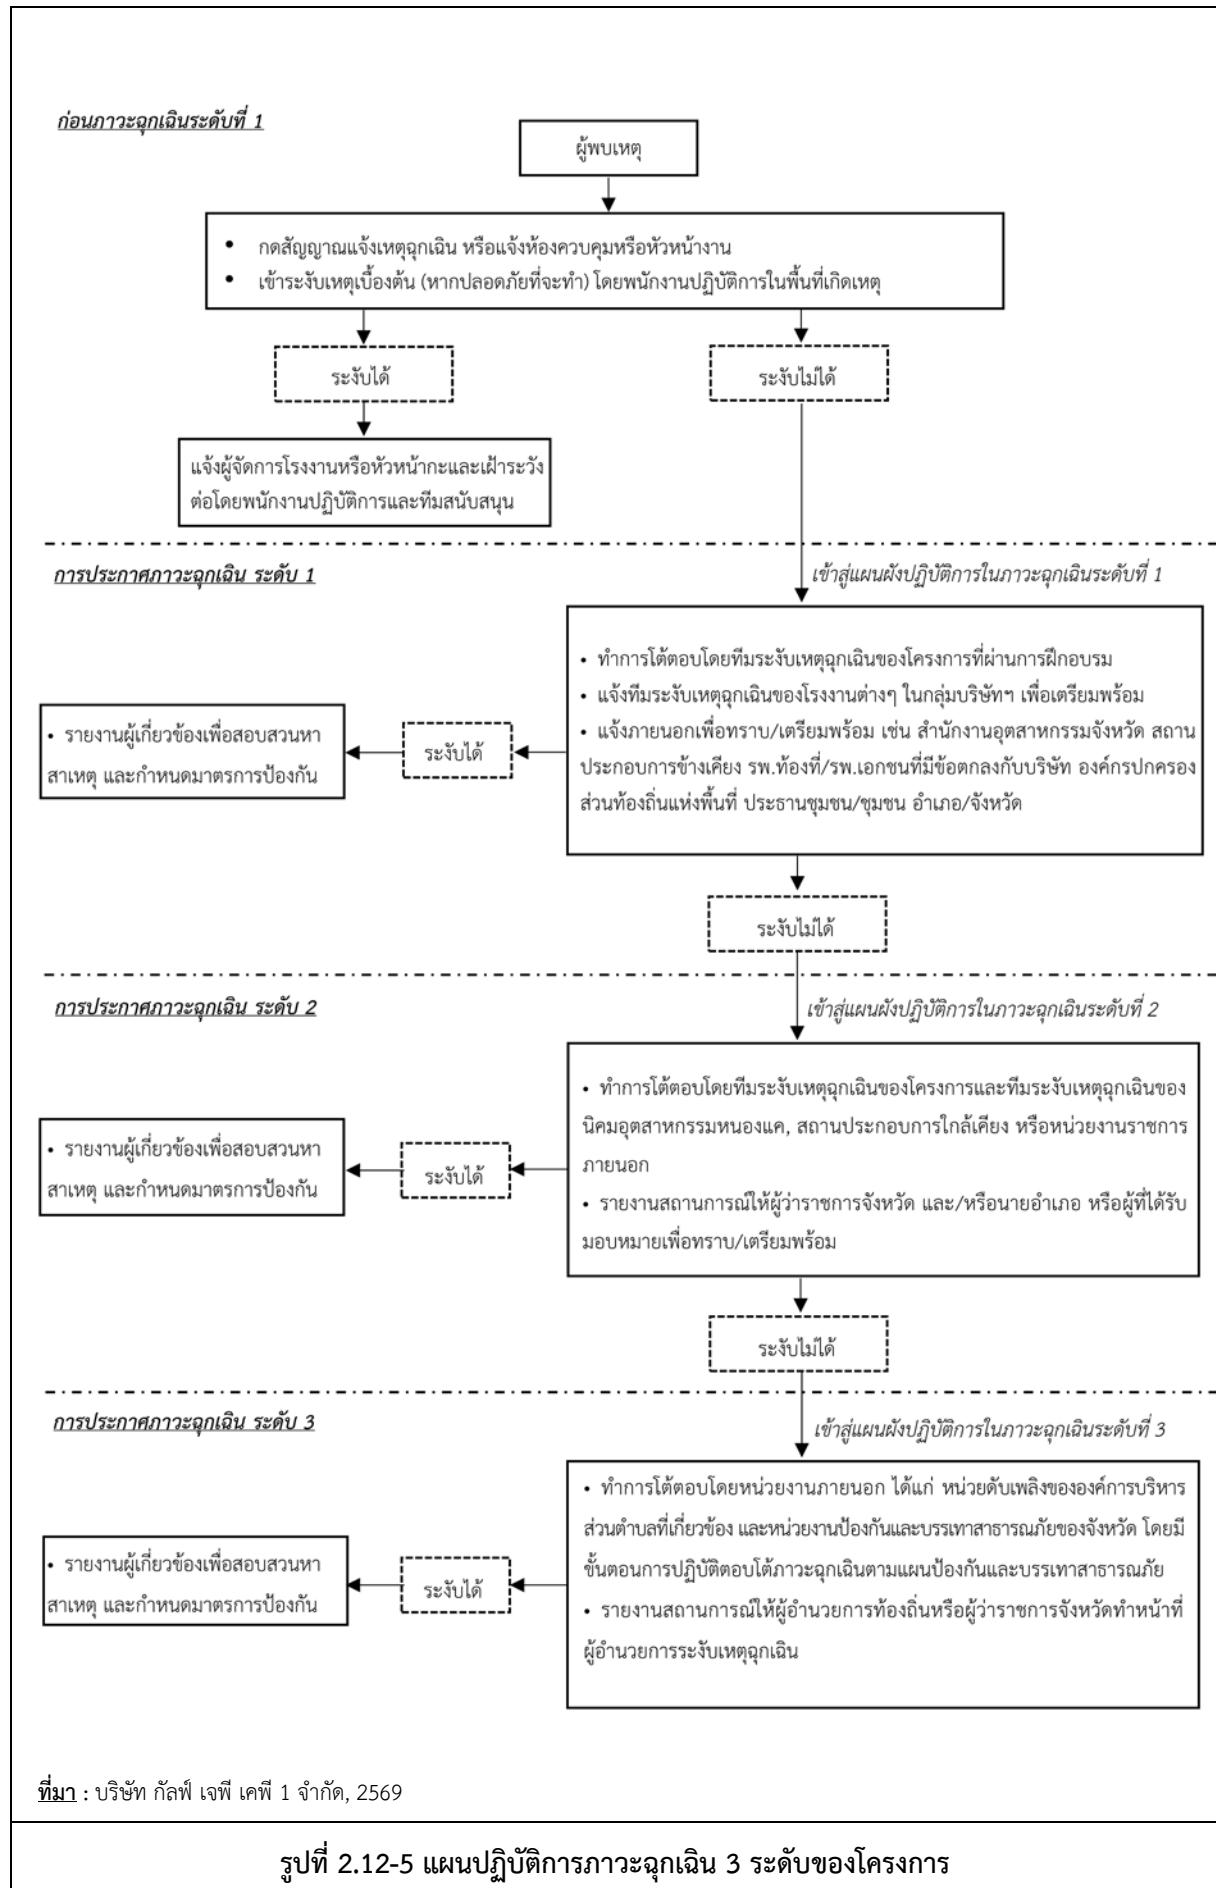 ก่อนภาวะฉุกเฉินระดับที่ 1
ผู้พบเหตุ
• กดสัญญาณแจ้งเหตุฉุกเฉิน หรือแจ้งห้องควบคุมหรือหัวหน้างาน
• เข้าระงับเหตุเบื้องต้น (หากปลอดภัยที่จะทำ) โดยพนักงานปฏิบัติการในพื้นที่เกิดเหตุ
ระงับได้
ระงับไม่ได้
แจ้งผู้จัดการโรงงานหรือหัวหน้ากะและเฝ้าระวัง
ต่อโดยพนักงานปฏิบัติการและทีมสนับสนุน
การประกาศภาวะฉุกเฉิน ระดับ 1
เข้าสู่แผนผังปฏิบัติการในภาวะฉุกเฉินระดับที่ 1
• ทำการโต้ตอบโดยทีมระงับเหตุฉุกเฉินของโครงการที่ผ่านการฝึกอบรม
• แจ้งทีมระงับเหตุฉุกเฉินของโรงงานต่างๆ ในกลุ่มบริษัทฯ เพื่อเตรียมพร้อม
• แจ้งภายนอกเพื่อทราบ/เตรียมพร้อม เช่น สำนักงานอุตสาหกรรมจังหวัด สถาน
ประกอบการข้างเคียง รพ.ท้องที่/รพ.เอกชนที่มีข้อตกลงกับบริษัท องค์กรปกครอง
ส่วนท้องถิ่นแห่งพื้นที่ ประธานชุมชน/ชุมชน อำเภอ/จังหวัด
ระงับได้
• รายงานผู้เกี่ยวข้องเพื่อสอบสวนหา
สาเหตุ และกำหนดมาตรการป้องกัน
ระงับไม่ได้
การประกาศภาวะฉุกเฉิน ระดับ 2
เข้าสู่แผนผังปฏิบัติการในภาวะฉุกเฉินระดับที่ 2
• ทำการโต้ตอบโดยทีมระงับเหตุฉุกเฉินของโครงการและทีมระงับเหตุฉุกเฉินของ
นิคมอุตสาหกรรมหนองแค, สถานประกอบการใกล้เคียง หรือหน่วยงานราชการ
ภายนอก
• รายงานสถานการณ์ให้ผู้ว่าราชการจังหวัด และ/หรือนายอำเภอ หรือผู้ที่ได้รับ
มอบหมายเพื่อทราบ/เตรียมพร้อม
ระงับได้
• รายงานผู้เกี่ยวข้องเพื่อสอบสวนหา
สาเหตุ และกำหนดมาตรการป้องกัน
ระงับไม่ได้
การประกาศภาวะฉุกเฉิน ระดับ 3
เข้าสู่แผนผังปฏิบัติการในภาวะฉุกเฉินระดับที่ 3
• ทำการโต้ตอบโดยหน่วยงานภายนอก ได้แก่ หน่วยดับเพลิงขององค์การบริหาร
ส่วนตำบลที่เกี่ยวข้อง และหน่วยงานป้องกันและบรรเทาสาธารณภัยของจังหวัด โดยมี
ขั้นตอนการปฏิบัติตอบโต้ภาวะฉุกเฉินตามแผนป้องกันและบรรเทาสาธารณภัย
• รายงานสถานการณ์ให้ผู้อำนวยการท้องถิ่นหรือผู้ว่าราชการจังหวัดทำหน้าที่
ผู้อำนวยการระงับเหตุฉุกเฉิน
ระงับได้
• รายงานผู้เกี่ยวข้องเพื่อสอบสวนหา
สาเหตุ และกำหนดมาตรการป้องกัน
ที่มา : บริษัท กัลฟ์ เจพี เคพี 1 จำกัด, 2569
รูปที่ 2.12-5 แผนปฏิบัติการภาวะฉุกเฉิน 3 ระดับของโครงการ